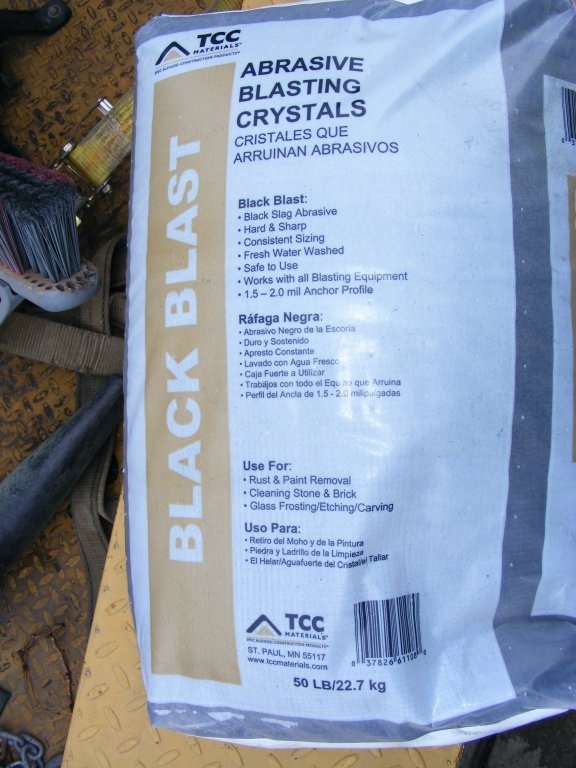 TCC
MATERIALS
ABRASIVE
BLASTING
CRYSTALS
CRISTALES QUE
ARRUINAN ABRASIVOS
BLACK BLAST
Black Blast:
• Black Slag Abrasive
• Hard & Sharp
• Consistent Sizing
• Fresh Water Washed
• Safe to Use
• Works with all Blasting Equipment
• 1.5 – 2.0 mil Anchor Profile
Ráfaga Negra:
• Abrasivo Negro de la Escoria
• Duro y Sostenido
• Apresto Constante
• Lavado con Agua Fresco
• Caja Fuerte a Utilizar
• Trabajos con todo el Equipo que Arruina
• Perfil del Ancla de 1.5 - 2.0 milipulgadas
Use For:
• Rust & Paint Removal
• Cleaning Stone & Brick
• Glass Frosting/Etching/Carving
Uso Para:
• Retiro del Moho y de la Pintura
• Piedra y Ladrillo de la Limpieza
• El Helar/Aguafuerte del Cristal/el Tallar
TCC
MATERIALS
ST. PAUL, MN 55117
www.tccmaterials.com
50 LB/22.7 kg